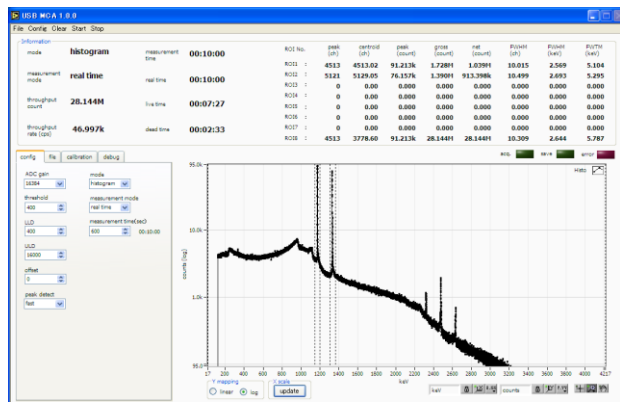 USB MCA 1.0.0
File Config Clear Start Stop
Information
mode histogram measurement time 00:10:00
measurement mode real time real time 00:10:00
throughput count 28.144M live time 00:07:27
throughput rate (cps) 46.997k dead time 00:02:33
ROI No. peak (ch) centroid (ch) peak (count) gross (count) net (count) FWHM (ch) FWHM (keV) FWTM (keV)
ROI1 : 4513 4513.02 91.213k 1.728M 1.039M 10.015 2.569 5.104
ROI2 : 5121 5129.05 76.157k 1.390M 913.398k 10.499 2.693 5.295
ROI3 : 0 0.000 0.000 0.000 0.000 0.000 0.000 0.000
ROI4 : 0 0.000 0.000 0.000 0.000 0.000 0.000 0.000
ROI5 : 0 0.000 0.000 0.000 0.000 0.000 0.000 0.000
ROI6 : 0 0.000 0.000 0.000 0.000 0.000 0.000 0.000
ROI7 : 0 0.000 0.000 0.000 0.000 0.000 0.000 0.000
ROI8 : 4513 3778.60 91.213k 28.144M 28.144M 10.309 2.644 5.787
acq. save error
config file calibration debug
ADC gain mode
16384 histogram
threshold measurement mode
400 real time
LLD measurement time(sec)
400 600 00:10:00
ULD
16000
offset
0
peak detect
fast
Histo
counts (log)
95.0k
10.0k
1.0k
95.0
17 200 400 600 800 1000 1200 1400 1600 1800 2000 2200 2400 2600 2800 3000 3200 3400 3600 3800 4000 4217
keV
Y mapping
linear log
X scale
update
keV counts